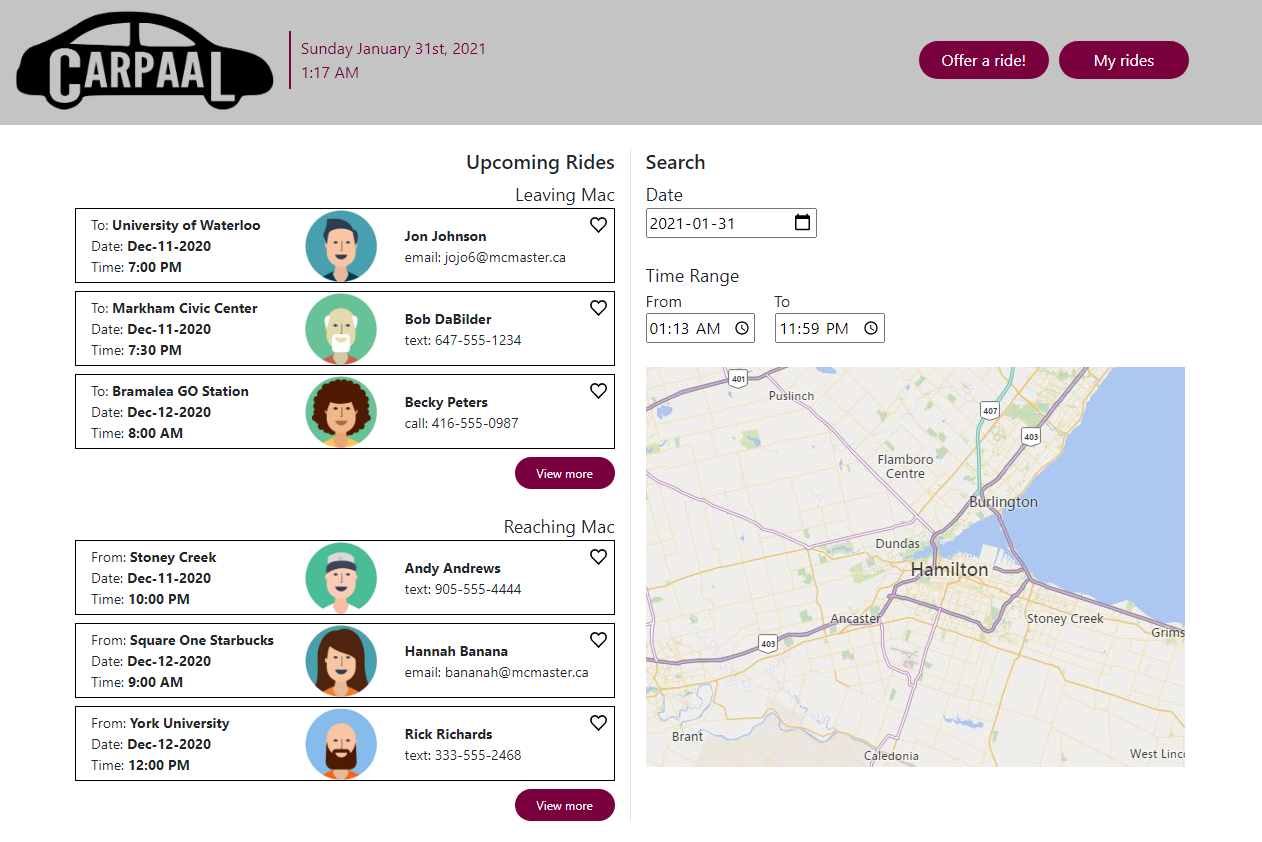 CARPAAL
Sunday January 31st, 2021
1:17 AM
Offer a ride!
My rides
Upcoming Rides
Leaving Mac
To: University of Waterloo
Date: Dec-11-2020
Time: 7:00 PM
Jon Johnson
email: jojo6@mcmaster.ca
To: Markham Civic Center
Date: Dec-11-2020
Time: 7:30 PM
Bob DaBilder
text: 647-555-1234
To: Bramalea GO Station
Date: Dec-12-2020
Time: 8:00 AM
Becky Peters
call: 416-555-0987
View more
Reaching Mac
From: Stoney Creek
Date: Dec-11-2020
Time: 10:00 PM
Andy Andrews
text: 905-555-4444
From: Square One Starbucks
Date: Dec-12-2020
Time: 9:00 AM
Hannah Banana
email: bananah@mcmaster.ca
From: York University
Date: Dec-12-2020
Time: 12:00 PM
Rick Richards
text: 333-555-2468
View more
Search
Date
2021-01-31
Time Range
From
To
01:13 AM
11:59 PM
401
Puslinch
407
403
Flamboro
Centre
Burlington
Dundas
Hamilton
Ancaster
Stoney Creek
Grims
403
Brant
Caledonia
West Linc